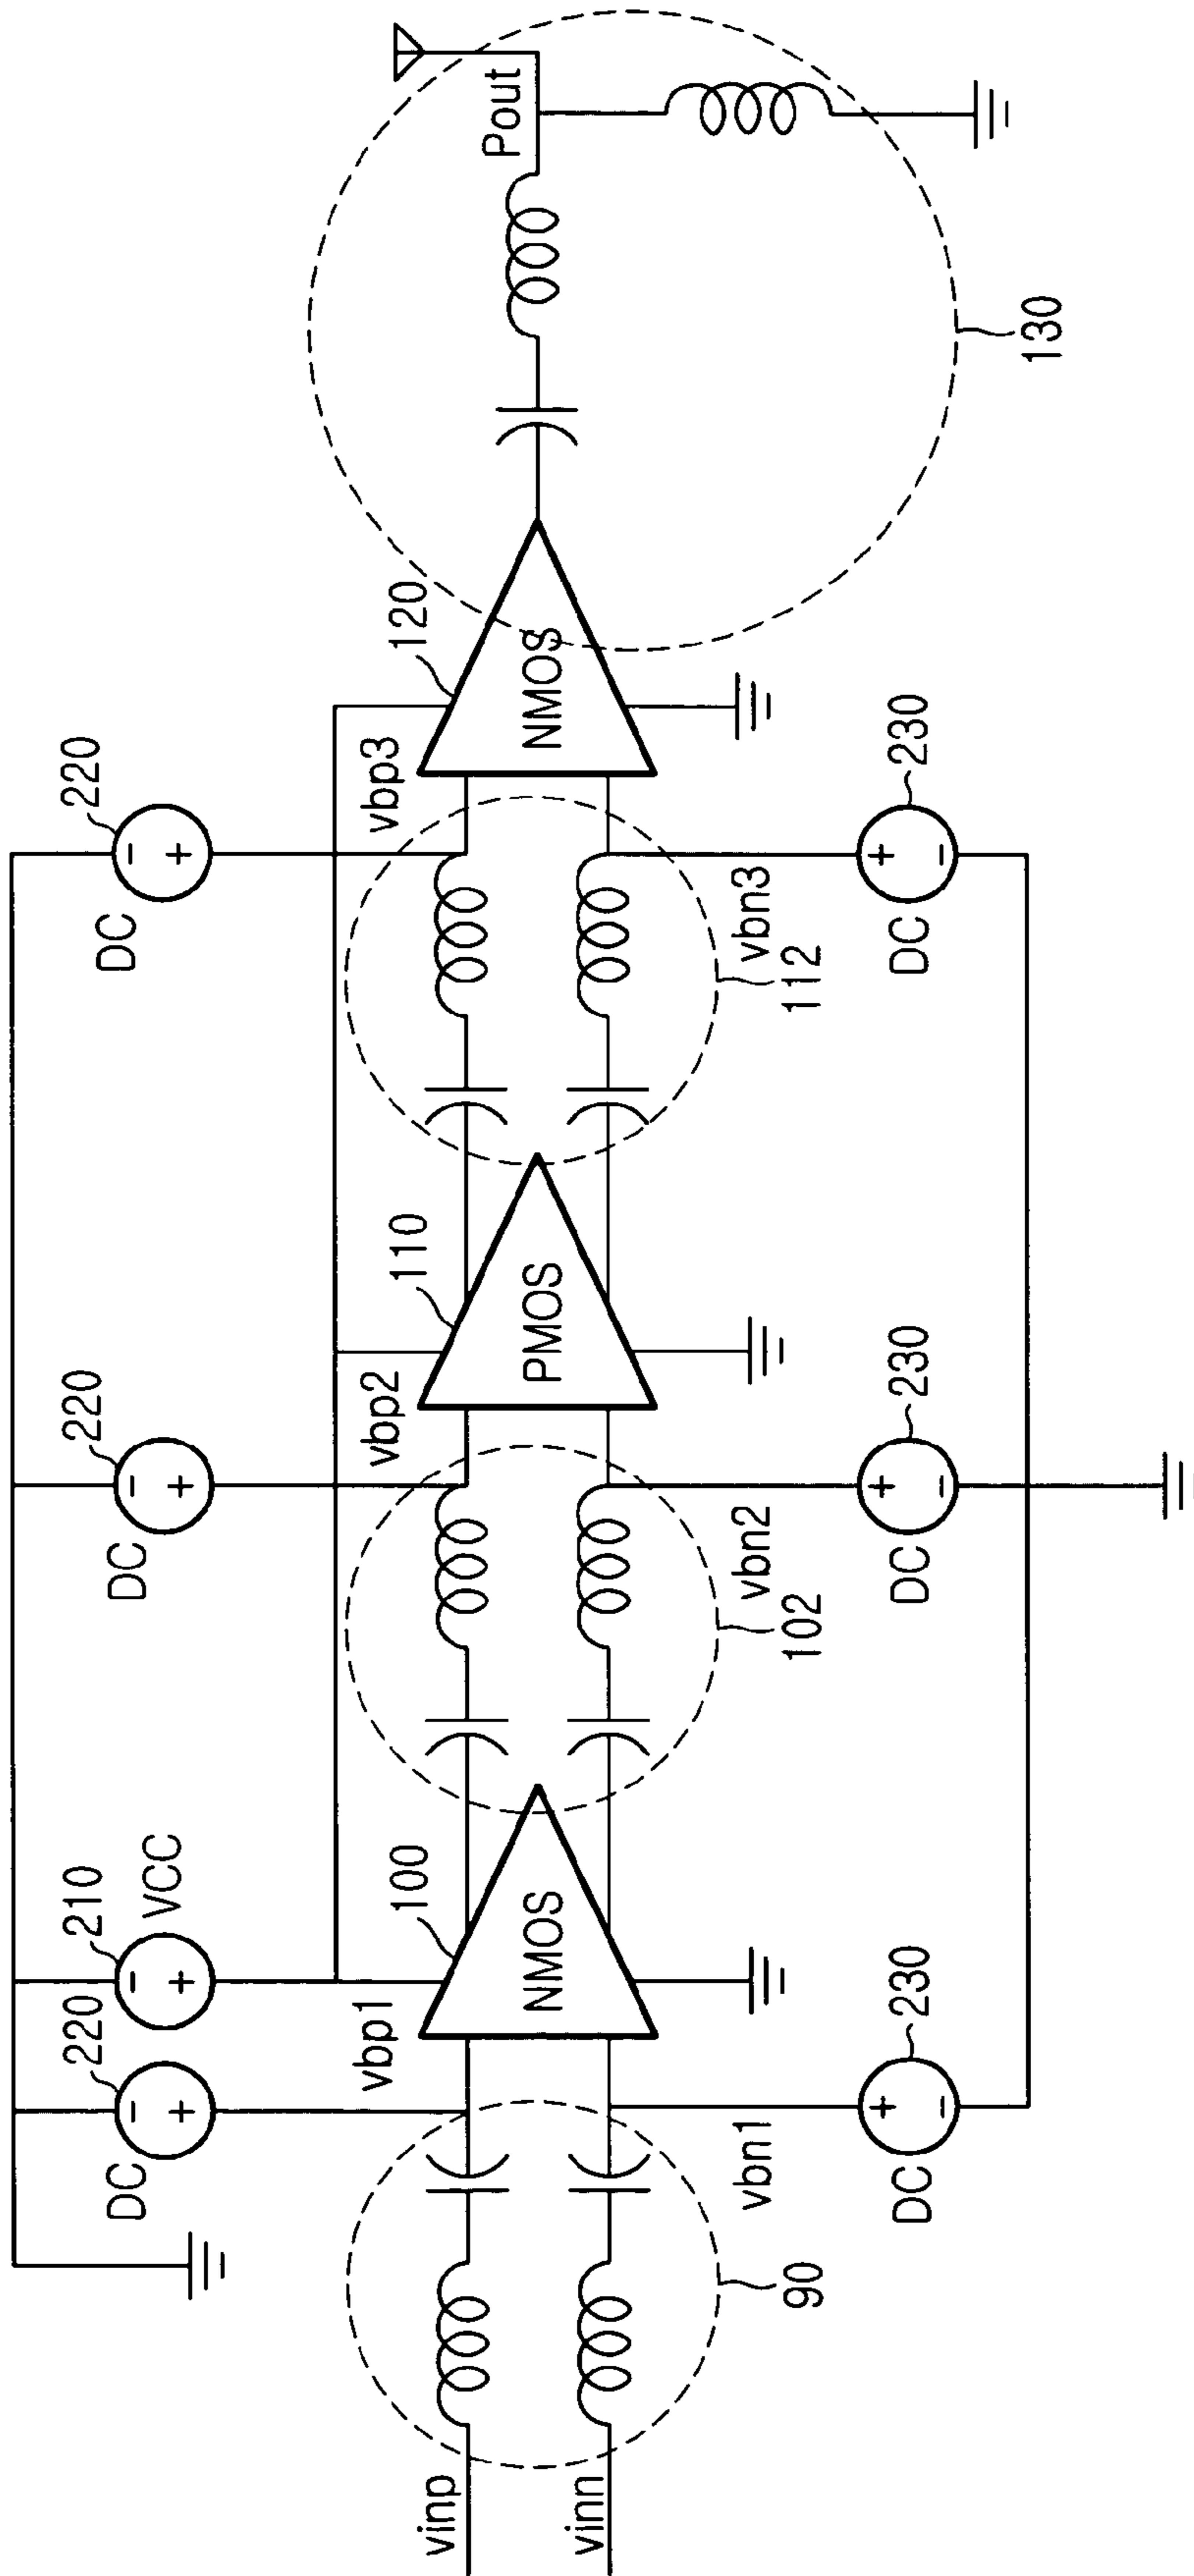 220
210
220
220
DC
VCC
DC
DC
vbp1
100
vbp2
110
vbp3
120
vinp
NMOS
PMOS
NMOS
Pout
vinn
90
vbn1
102
vbn2
112
vbn3
130
DC
230
DC
230
DC
230
- +
- +
- +
- +
+ -
+ -
+ -